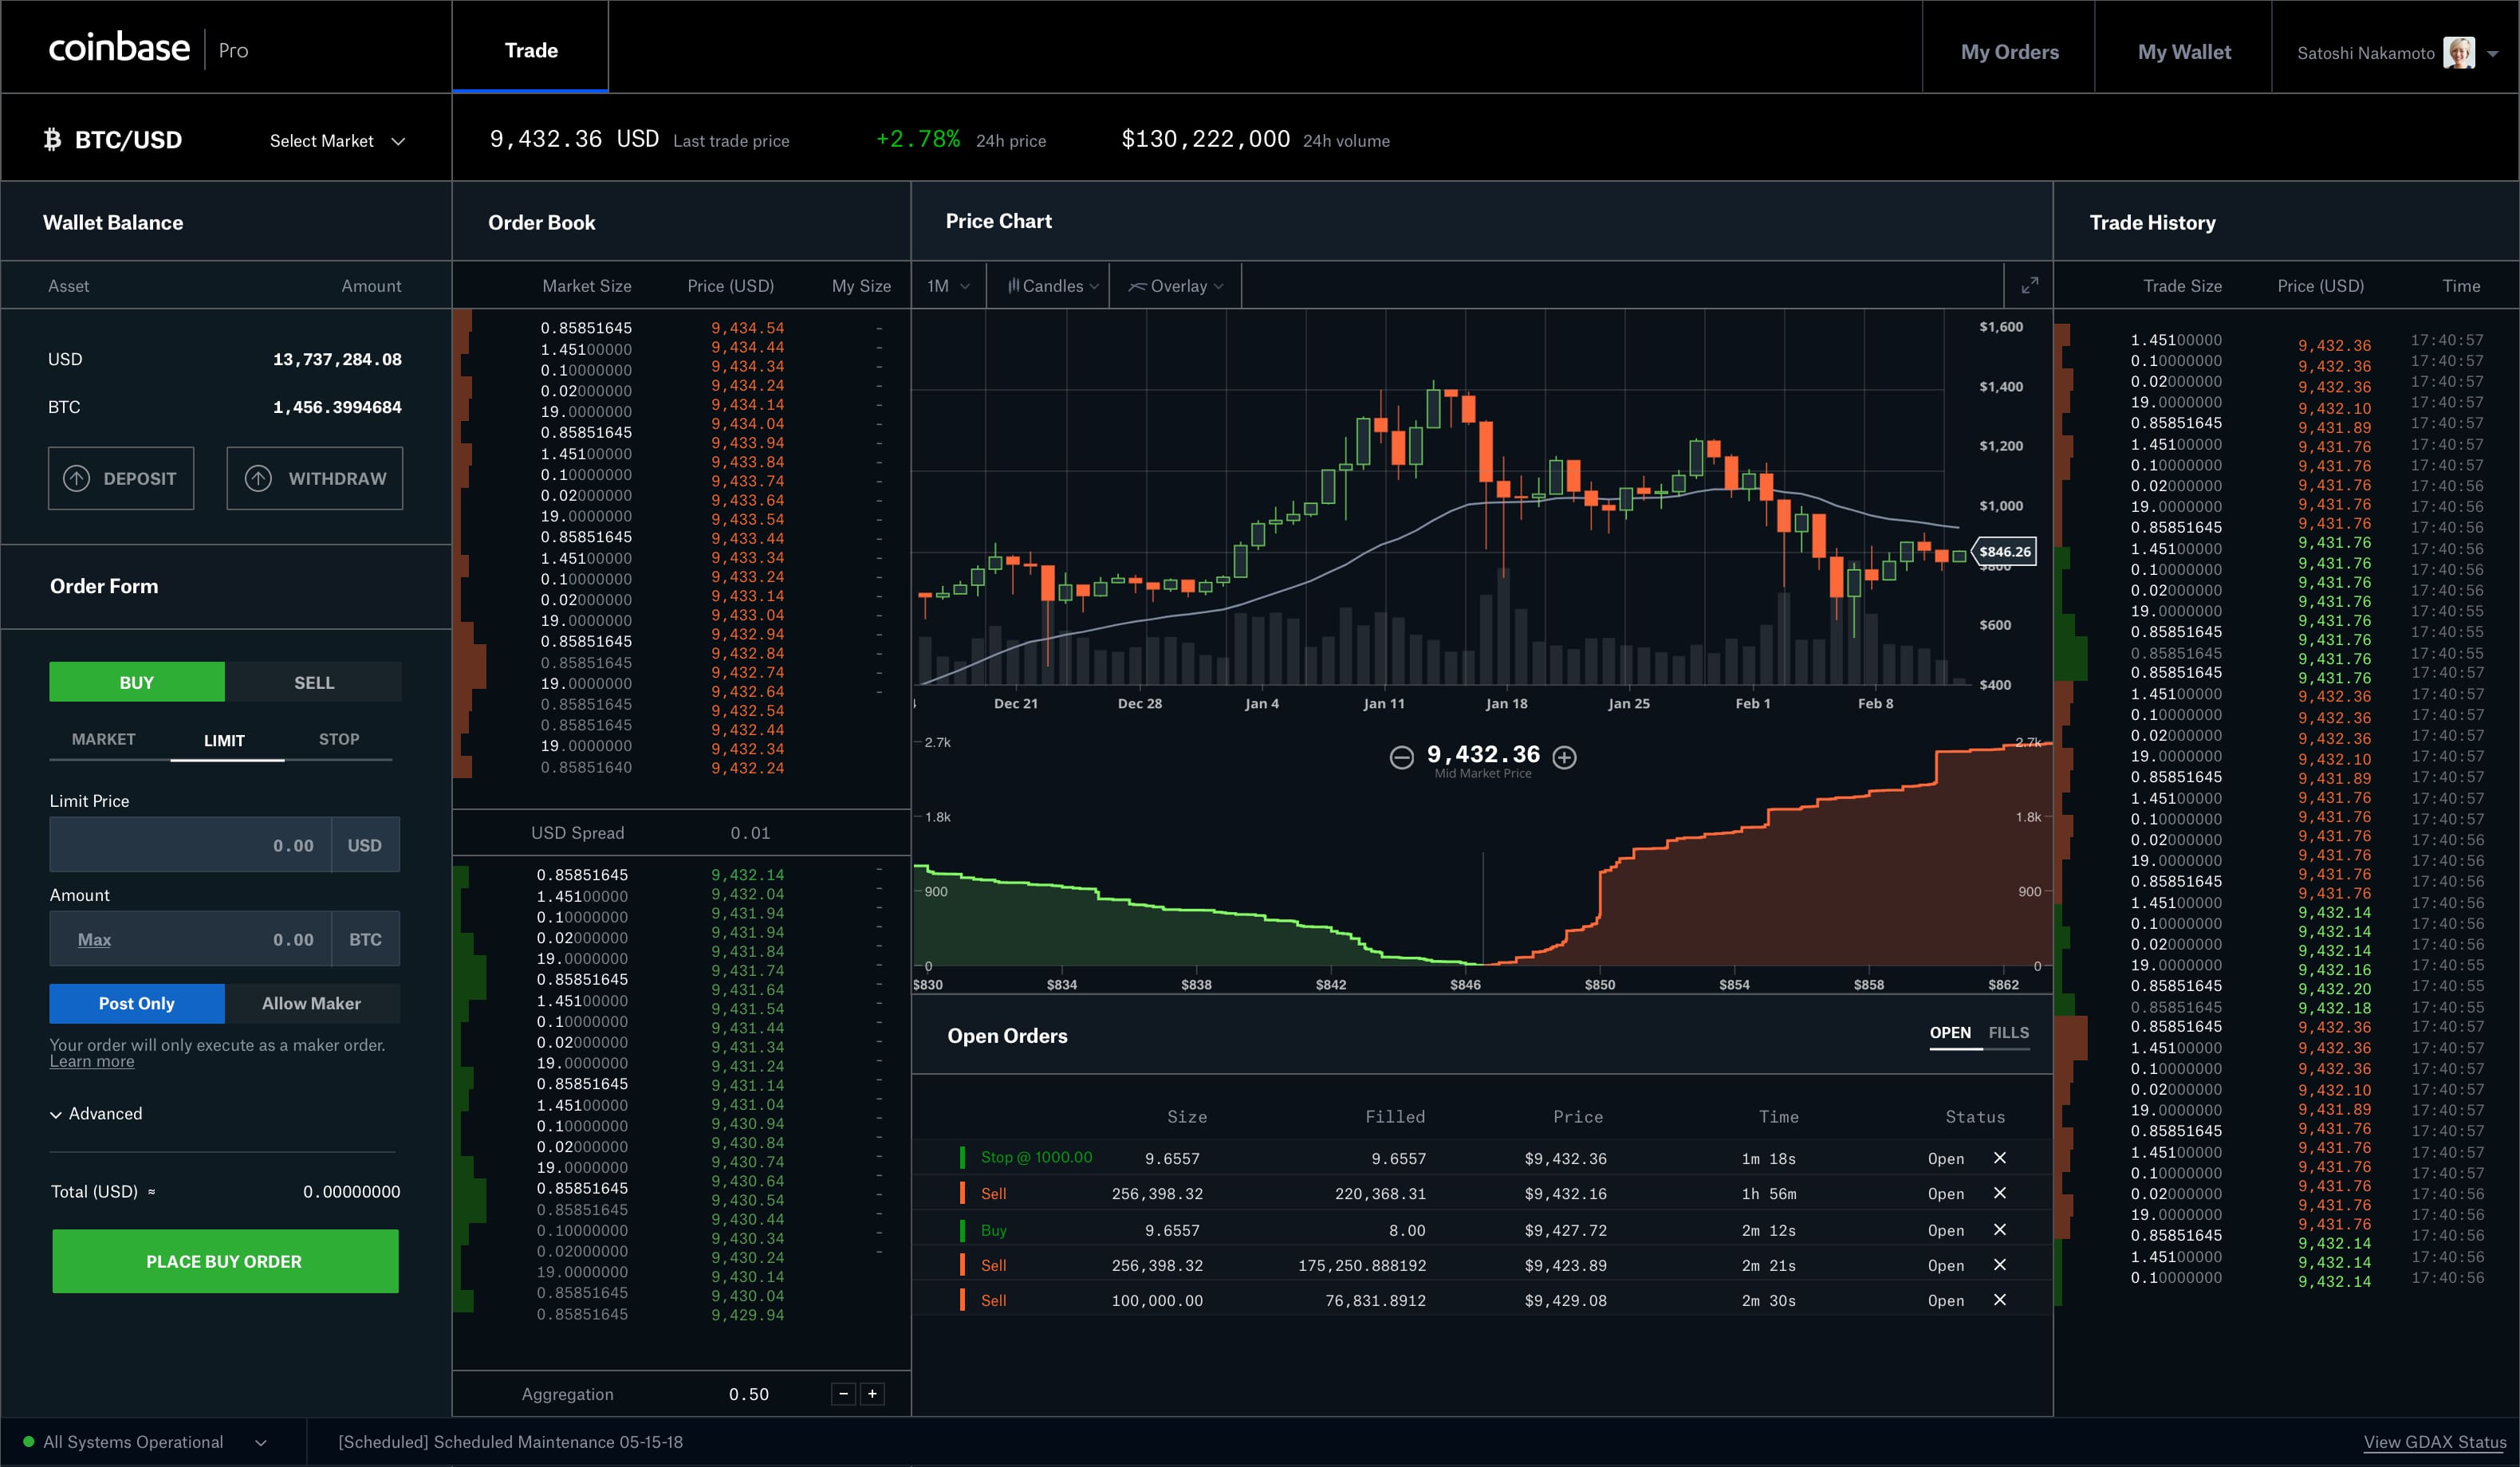 coinbase Pro
Trade
My Orders
My Wallet
Satoshi Nakamoto
BTC/USD
Select Market
9,432.36 USD Last trade price
+2.78% 24h price
$130,222,000 24h volume
Wallet Balance
Asset Amount
USD 13,737,284.08
BTC 1,456.3994684
DEPOSIT
WITHDRAW
Order Form
BUY SELL
MARKET LIMIT STOP
Limit Price
0.00 USD
Amount
Max 0.00 BTC
Post Only Allow Maker
Your order will only execute as a maker order.
Learn more
Advanced
Total (USD) ≈ 0.00000000
PLACE BUY ORDER
Order Book
Market Size Price (USD) My Size
0.85851645 9,434.54 -
1.45100000 9,434.44 -
0.10000000 9,434.34 -
0.02000000 9,434.24 -
19.0000000 9,434.14 -
0.85851645 9,434.04 -
1.45100000 9,433.94 -
0.10000000 9,433.84 -
0.02000000 9,433.74 -
19.0000000 9,433.64 -
0.85851645 9,433.54 -
1.45100000 9,433.44 -
0.10000000 9,433.34 -
0.02000000 9,433.24 -
19.0000000 9,433.14 -
0.85851645 9,433.04 -
0.85851645 9,432.94 -
19.0000000 9,432.84 -
0.85851645 9,432.74 -
0.85851645 9,432.64 -
19.0000000 9,432.54
0.85851640 9,432.44
9,432.34
9,432.24
USD Spread 0.01
0.85851645 9,432.14 -
1.45100000 9,432.04 -
0.10000000 9,431.94 -
0.02000000 9,431.94 -
19.0000000 9,431.84 -
0.85851645 9,431.74 -
1.45100000 9,431.64 -
0.10000000 9,431.54 -
0.02000000 9,431.44 -
19.0000000 9,431.34 -
0.85851645 9,431.24 -
1.45100000 9,431.14 -
0.10000000 9,431.04 -
0.02000000 9,430.94 -
19.0000000 9,430.84 -
0.85851645 9,430.74 -
0.85851645 9,430.64 -
0.10000000 9,430.54 -
0.02000000 9,430.44 -
19.0000000 9,430.34 -
0.85851645 9,430.24 -
0.85851645 9,430.14
9,430.04
9,429.94
Aggregation 0.50 - +
Price Chart
1M Candles Overlay
$1,600
$1,400
$1,200
$1,000
$846.26
$800
$600
$400
Dec 21 Dec 28 Jan 4 Jan 11 Jan 18 Jan 25 Feb 1 Feb 8
9,432.36
Mid Market Price
2.7k 2.7k
1.8k 1.8k
900 900
0 0
$830 $834 $838 $842 $846 $850 $854 $858 $862
Open Orders
OPEN FILLS
Size Filled Price Time Status
Stop @ 1000.00 9.6557 9.6557 $9,432.36 1m 18s Open
Sell 256,398.32 220,368.31 $9,432.16 1h 56m Open
Buy 9.6557 8.00 $9,427.72 2m 12s Open
Sell 256,398.32 175,250.888192 $9,423.89 2m 21s Open
Sell 100,000.00 76,831.8912 $9,429.08 2m 30s Open
Trade History
Trade Size Price (USD) Time
1.45100000 9,432.36 17:40:57
0.10000000 9,432.36 17:40:57
0.02000000 9,432.36 17:40:57
19.0000000 9,432.10 17:40:57
0.85851645 9,431.89 17:40:57
1.45100000 9,431.76 17:40:57
0.10000000 9,431.76 17:40:57
0.02000000 9,431.76 17:40:56
19.0000000 9,431.76 17:40:56
0.85851645 9,431.76 17:40:56
1.45100000 9,431.76 17:40:56
0.10000000 9,431.76 17:40:56
0.02000000 9,431.76 17:40:56
19.0000000 9,431.76 17:40:55
0.85851645 9,431.76 17:40:55
0.85851645 9,431.76 17:40:55
0.85851645 9,431.76 17:40:57
9,431.76
1.45100000 9,432.36 17:40:57
0.10000000 9,432.36 17:40:57
0.02000000 9,432.36 17:40:57
19.0000000 9,432.10 17:40:57
0.85851645 9,431.89 17:40:57
1.45100000 9,431.76 17:40:57
0.10000000 9,431.76 17:40:57
0.02000000 9,431.76 17:40:56
19.0000000 9,431.76 17:40:56
0.85851645 9,431.76 17:40:56
1.45100000 9,432.14 17:40:56
0.10000000 9,432.14 17:40:56
0.02000000 9,432.14 17:40:56
19.0000000 9,432.16 17:40:55
0.85851645 9,432.20 17:40:55
0.85851645 9,432.18 17:40:55
0.85851645 9,432.36 17:40:57
1.45100000 9,432.36 17:40:57
0.10000000 9,432.36 17:40:57
0.02000000 9,432.10 17:40:57
19.0000000 9,431.89 17:40:57
0.85851645 9,431.76 17:40:57
1.45100000 9,431.76 17:40:57
0.10000000 9,431.76 17:40:57
0.02000000 9,431.76 17:40:56
19.0000000 9,431.76 17:40:56
0.85851645 9,431.76 17:40:56
1.45100000 9,432.14 17:40:56
0.10000000 9,432.14 17:40:56
9,432.14
All Systems Operational
[Scheduled] Scheduled Maintenance 05-15-18
View GDAX Status